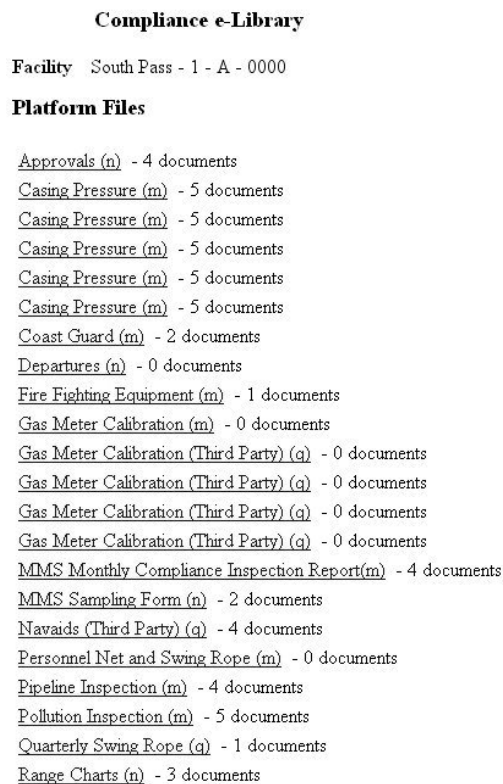 Compliance e-Library
Facility South Pass - 1 - A - 0000
Platform Files
Approvals (n) - 4 documents
Casing Pressure (m) - 5 documents
Casing Pressure (m) - 5 documents
Casing Pressure (m) - 5 documents
Casing Pressure (m) - 5 documents
Casing Pressure (m) - 5 documents
Coast Guard (m) - 2 documents
Departures (n) - 0 documents
Fire Fighting Equipment (m) - 1 documents
Gas Meter Calibration (m) - 0 documents
Gas Meter Calibration (Third Party) (q) - 0 documents
Gas Meter Calibration (Third Party) (q) - 0 documents
Gas Meter Calibration (Third Party) (q) - 0 documents
Gas Meter Calibration (Third Party) (q) - 0 documents
MMS Monthly Compliance Inspection Report(m) - 4 documents
MMS Sampling Form (n) - 2 documents
Navaids (Third Party) (q) - 4 documents
Personnel Net and Swing Rope (m) - 0 documents
Pipeline Inspection (m) - 4 documents
Pollution Inspection (m) - 5 documents
Quarterly Swing Rope (q) - 1 documents
Range Charts (n) - 3 documents